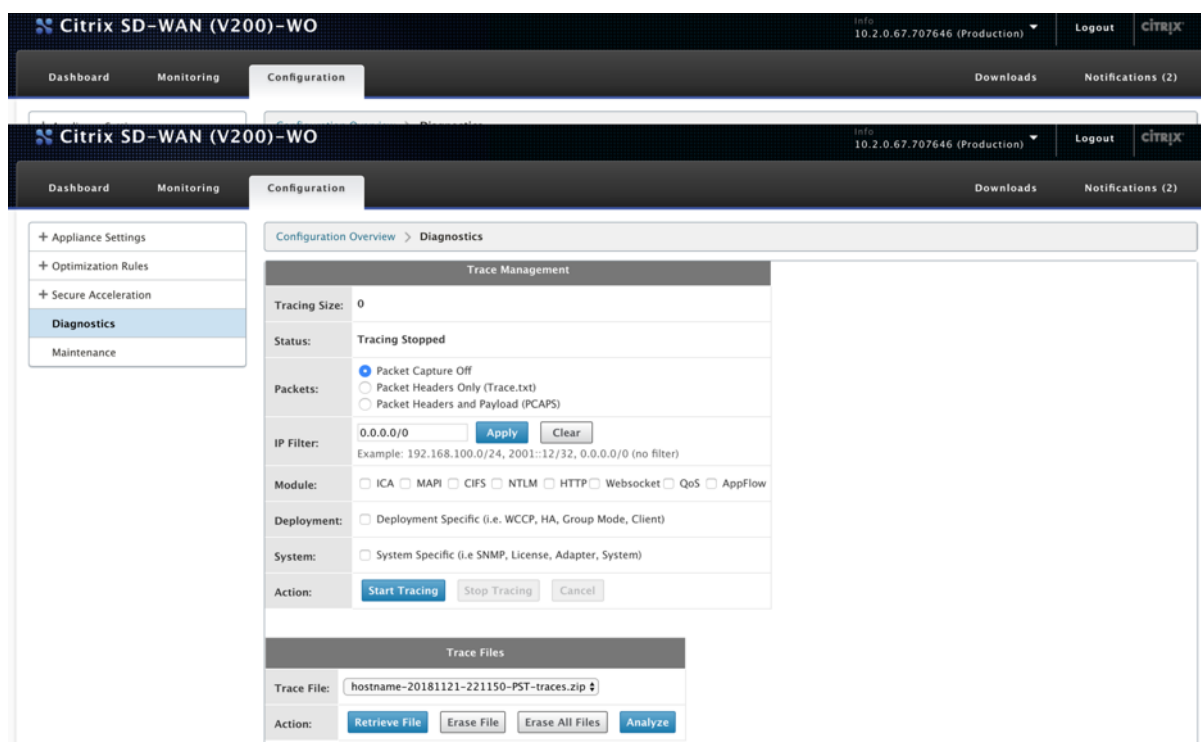 Citrix SD-WAN (V200)-WO
Info
10.2.0.67.707646 (Production)
Logout
CİTRIX
Dashboard Monitoring Configuration Downloads Notifications (2)
Citrix SD-WAN (V200)-WO
Info
10.2.0.67.707646 (Production)
Logout
CİTRIX
Dashboard Monitoring Configuration Downloads Notifications (2)
+ Appliance Settings
+ Optimization Rules
+ Secure Acceleration
Diagnostics
Maintenance
Configuration Overview > Diagnostics
Trace Management
Tracing Size: 0
Status: Tracing Stopped
Packets:
Packet Capture Off
Packet Headers Only (Trace.txt)
Packet Headers and Payload (PCAPS)
IP Filter: 0.0.0.0/0 Apply Clear
Example: 192.168.100.0/24, 2001::12/32, 0.0.0.0/0 (no filter)
Module: ICA MAPI CIFS NTLM HTTP Websocket QoS AppFlow
Deployment: Deployment Specific (i.e. WCCP, HA, Group Mode, Client)
System: System Specific (i.e SNMP, License, Adapter, System)
Action: Start Tracing Stop Tracing Cancel
Trace Files
Trace File: hostname-20181121-221150-PST-traces.zip
Action: Retrieve File Erase File Erase All Files Analyze